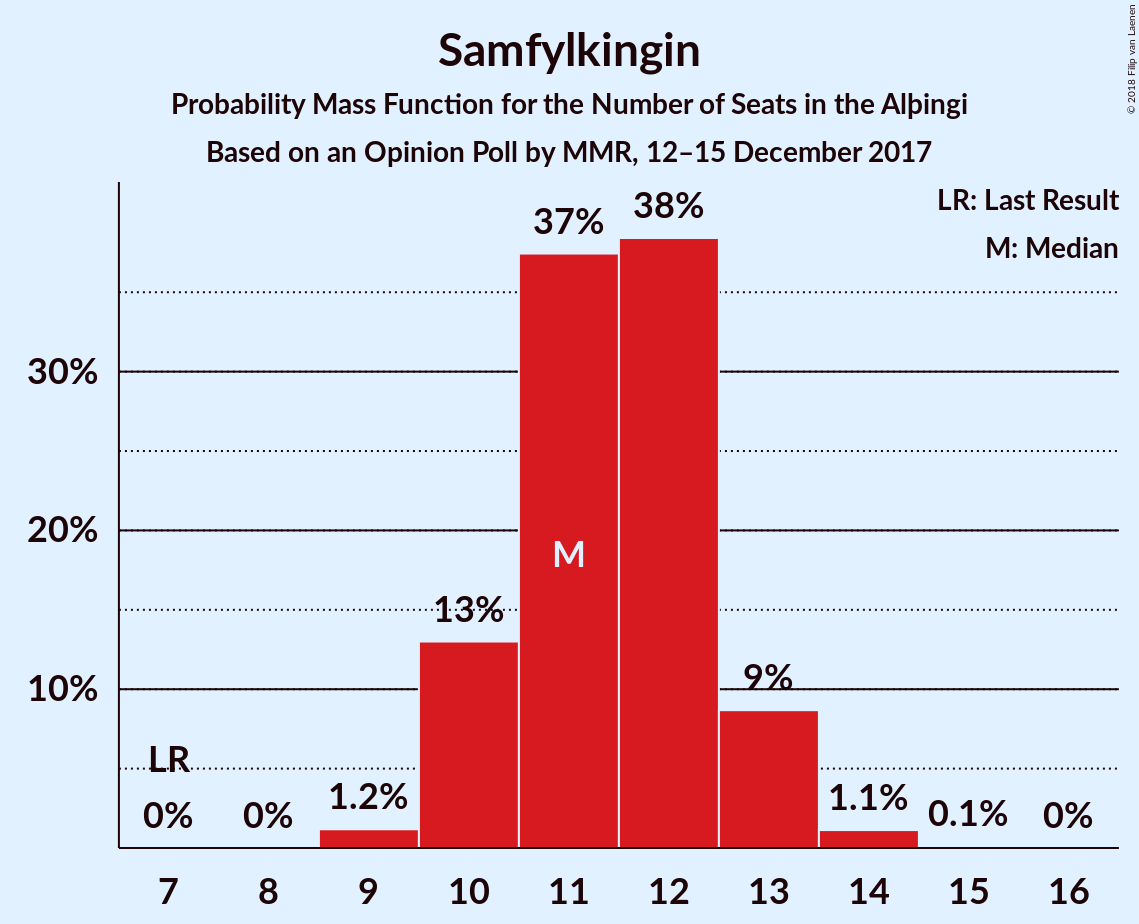 Samfylkingin
Probability Mass Function for the Number of Seats in the Alþingi
Based on an Opinion Poll by MMR, 12–15 December 2017
© 2018 Filip van Laenen
LR: Last Result
M: Median
38%
37%
30%
M
20%
13%
10%
9%
LR
0%
0%
1.2%
1.1%
0.1%
0%
7 8 9 10 11 12 13 14 15 16